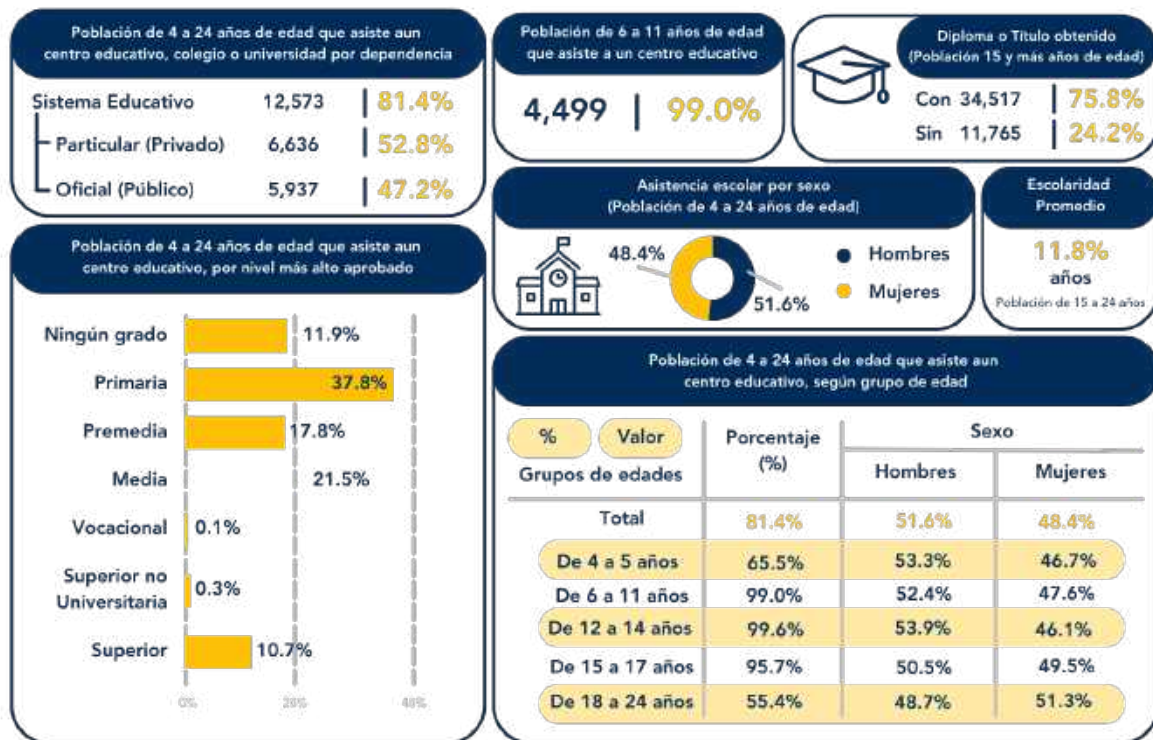 Población de 4 a 24 años de edad que asiste aun
centro educativo, colegio o universidad por dependencia
Sistema Educativo 12,573 81.4%
Particular (Privado) 6,636 52.8%
Oficial (Público) 5,937 47.2%
Población de 6 a 11 años de edad
que asiste a un centro educativo
4,499 99.0%
Diploma o Título obtenido
(Población 15 y más años de edad)
Con 34,517 75.8%
Sin 11,765 24.2%
Asistencia escolar por sexo
(Población de 4 a 24 años de edad)
48.4%
51.6%
Hombres
Mujeres
Escolaridad
Promedio
11.8%
años
Población de 15 a 24 años
Población de 4 a 24 años de edad que asiste aun
centro educativo, por nivel más alto aprobado
Ningún grado 11.9%
Primaria 37.8%
Premedia 17.8%
Media 21.5%
Vocacional 0.1%
Superior no
Universitaria 0.3%
Superior 10.7%
0% 20% 40%
Población de 4 a 24 años de edad que asiste aun
centro educativo, según grupo de edad
% Valor Porcentaje
(%) Sexo
Grupos de edades Hombres Mujeres
Total 81.4% 51.6% 48.4%
De 4 a 5 años 65.5% 53.3% 46.7%
De 6 a 11 años 99.0% 52.4% 47.6%
De 12 a 14 años 99.6% 53.9% 46.1%
De 15 a 17 años 95.7% 50.5% 49.5%
De 18 a 24 años 55.4% 48.7% 51.3%